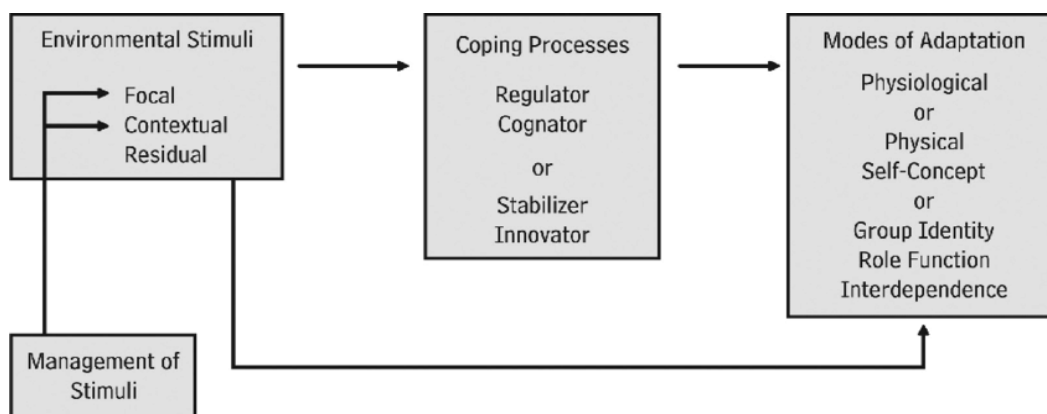 Environmental Stimuli
Focal
Contextual
Residual
Coping Processes
Regulator
Cognator
or
Stabilizer
Innovator
Modes of Adaptation
Physiological
or
Physical
Self-Concept
or
Group Identity
Role Function
Interdependence
Management of
Stimuli